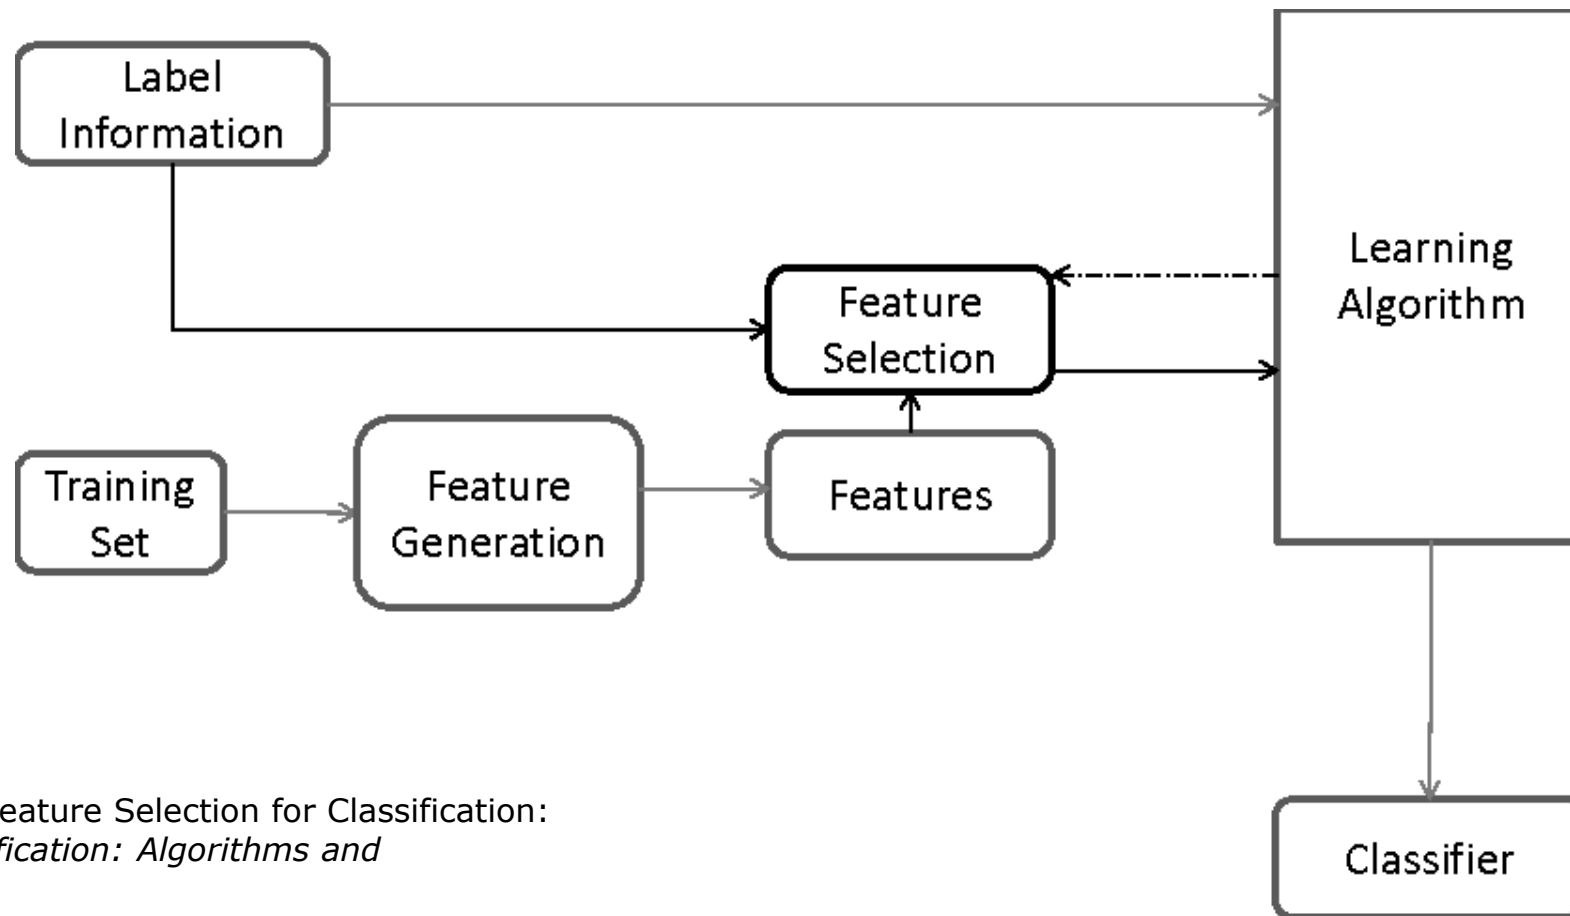 Label
Information
Learning
Algorithm
Feature
Selection
Training
Set
Feature
Generation
Features
eature Selection for Classification:
fication: Algorithms and
Classifier